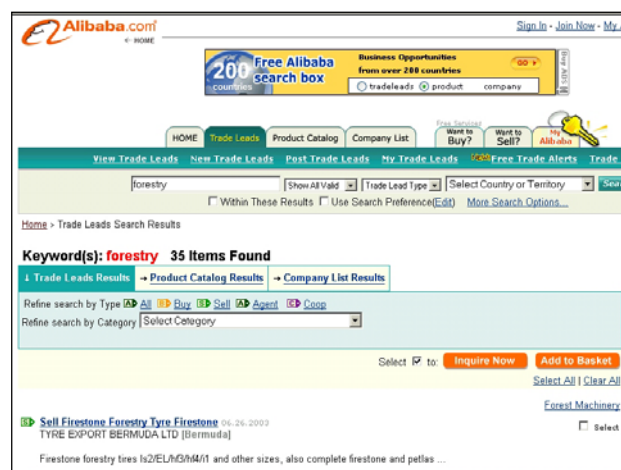 Alibaba.com
HOME
Sign In - Join Now - My
200 countries
Free Alibaba search box
Business Opportunities from over 200 countries
GO
tradeleads product company
Buy ADS
Free Services
HOME Trade Leads Product Catalog Company List Want to Buy? Want to Sell? My Alibaba
View Trade Leads New Trade Leads Post Trade Leads My Trade Leads Free Trade Alerts Trade
forestry Show All Valid Trade Lead Type Select Country or Territory Sea
Within These Results Use Search Preference(Edit) More Search Options...
Home > Trade Leads Search Results
Keyword(s): forestry 35 Items Found
Trade Leads Results Product Catalog Results Company List Results
Refine search by Type A All B Buy S Sell A Agent C Coop
Refine search by Category Select Category
Select to: Inquire Now Add to Basket
Select All | Clear All
Forest Machinery
S Sell Firestone Forestry Tyre Firestone 06.26.2003
Select
TYRE EXPORT BERMUDA LTD [Bermuda]
Firestone forestry tires ls2/EL/hf3/hf4/i1 and other sizes, also complete firestone and petlas ...